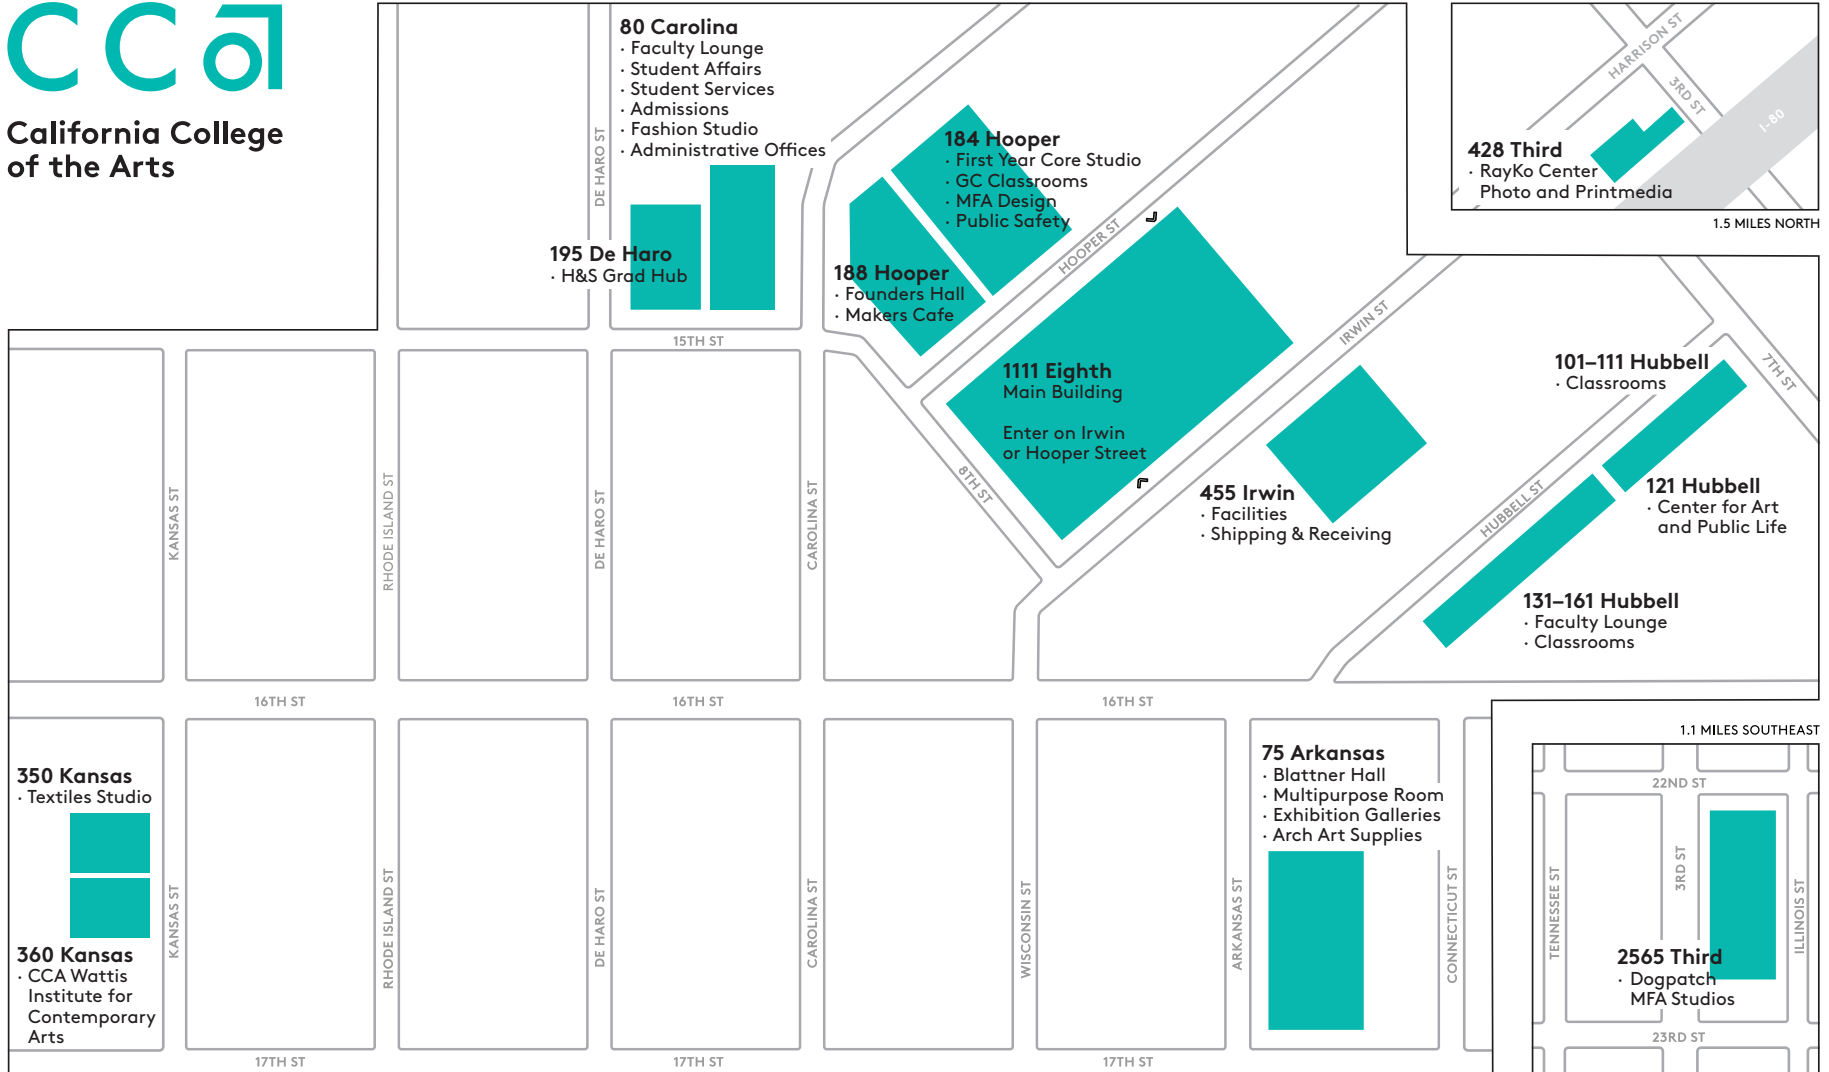 CCA
California College
of the Arts
80 Carolina
· Faculty Lounge
· Student Affairs
· Student Services
· Admissions
· Fashion Studio
· Administrative Offices
195 De Haro
· H&S Grad Hub
184 Hooper
· First Year Core Studio
· GC Classrooms
· MFA Design
· Public Safety
188 Hooper
· Founders Hall
· Makers Cafe
1111 Eighth
Main Building
Enter on Irwin
or Hooper Street
455 Irwin
· Facilities
· Shipping & Receiving
428 Third
· RayKo Center
Photo and Printmedia
HARRISON ST
3RD ST
I-80
1.5 MILES NORTH
101–111 Hubbell
· Classrooms
121 Hubbell
· Center for Art
and Public Life
131–161 Hubbell
· Faculty Lounge
· Classrooms
DE HARO ST
HOOPER ST
IRWIN ST
HUBBELL ST
7TH ST
8TH ST
15TH ST
KANSAS ST
RHODE ISLAND ST
DE HARO ST
CAROLINA ST
16TH ST
16TH ST
16TH ST
350 Kansas
· Textiles Studio
360 Kansas
· CCA Wattis
Institute for
Contemporary
Arts
KANSAS ST
RHODE ISLAND ST
DE HARO ST
CAROLINA ST
WISCONSIN ST
ARKANSAS ST
CONNECTICUT ST
75 Arkansas
· Blattner Hall
· Multipurpose Room
· Exhibition Galleries
· Arch Art Supplies
17TH ST
17TH ST
17TH ST
1.1 MILES SOUTHEAST
22ND ST
TENNESSEE ST
3RD ST
ILLINOIS ST
2565 Third
· Dogpatch
MFA Studios
23RD ST